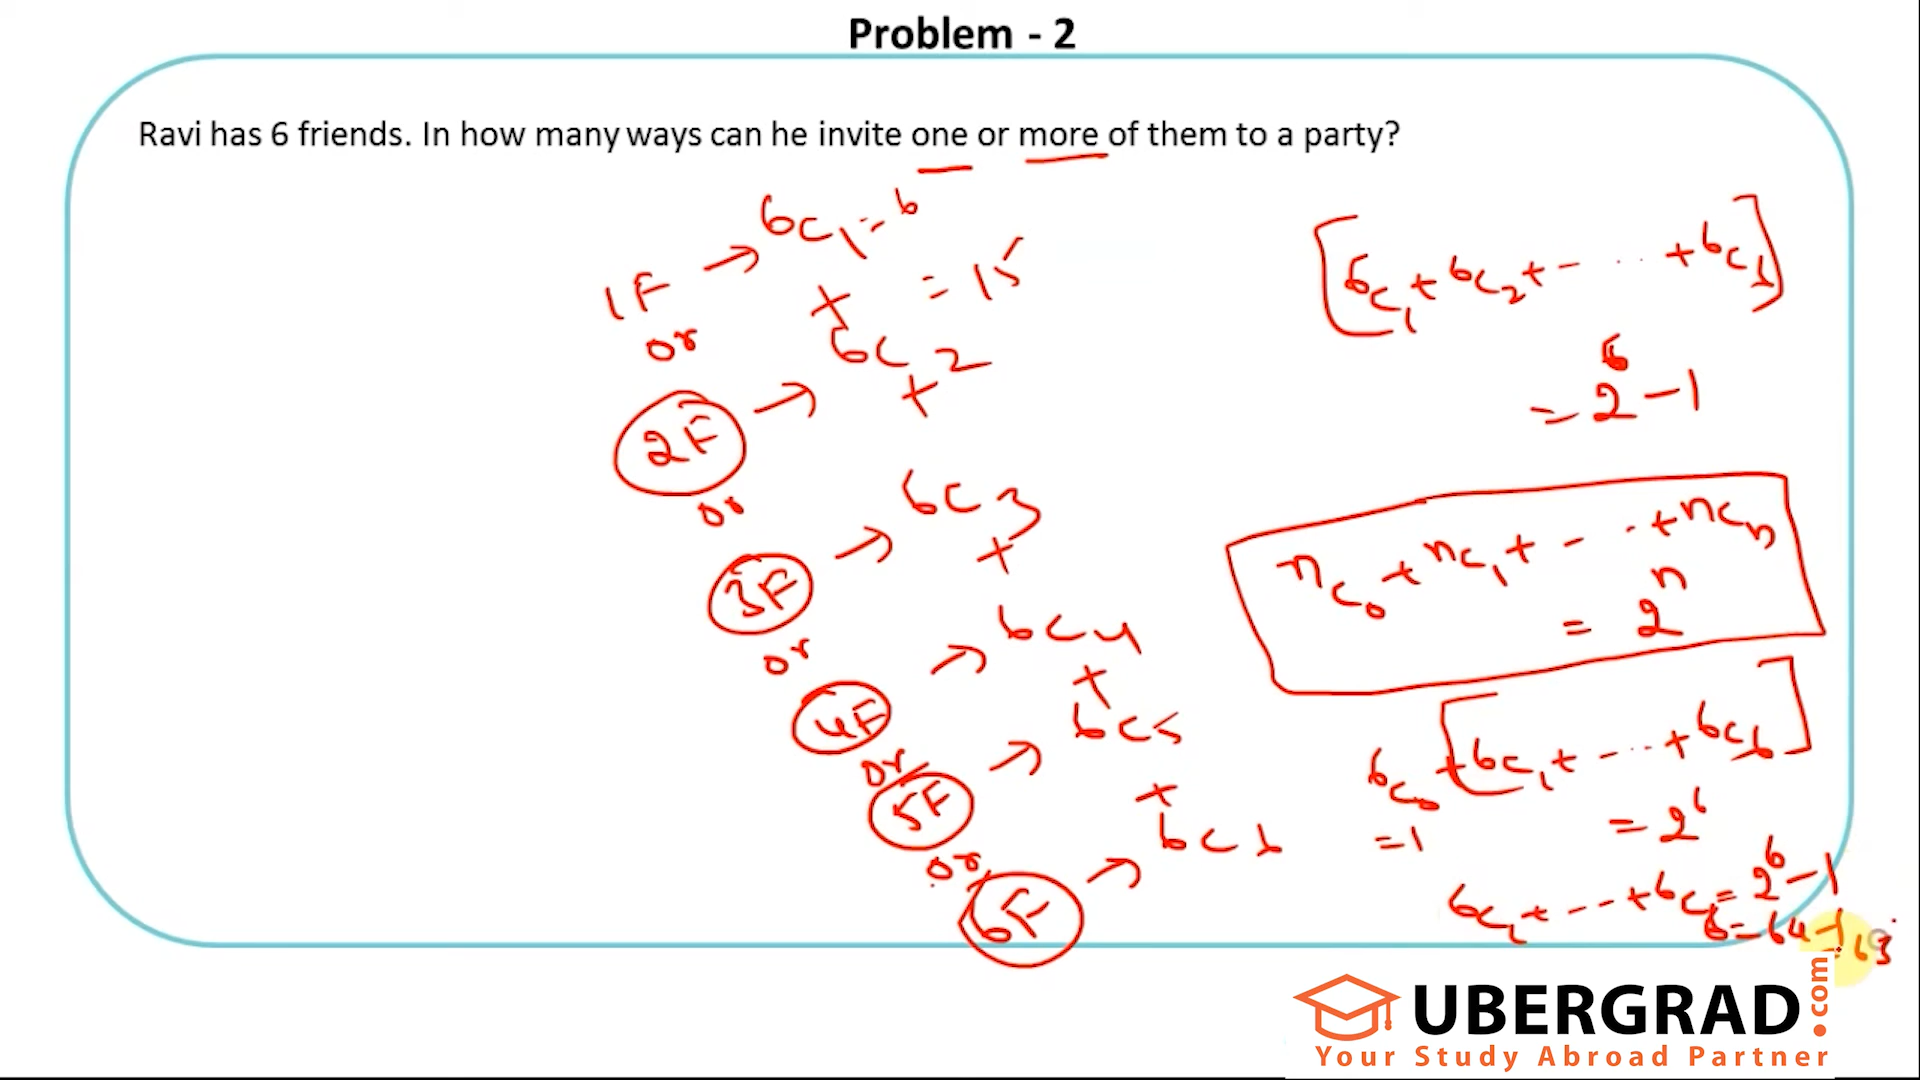 Problem - 2
Ravi has 6 friends. In how many ways can he invite one or more of them to a party?
1F → 6C1 = 6
or
+ = 15
2F → 6C2
or
+
3F → 6C3
or
+
4F → 6C4
or
+
5F → 6C5
or
+
6F → 6C6
[6C1 + 6C2 + - ... + 6C6]
= 2^6 - 1
nC0 + nC1 + - .. + nCn
= 2^n
6C0 + [6C1 + - ... + 6C6]
= 1
= 2^6
6C1 + - - - + 6C6 = 2^6 - 1
= 64 - 1
= 63
UBERGRAD.com
Your Study Abroad Partner